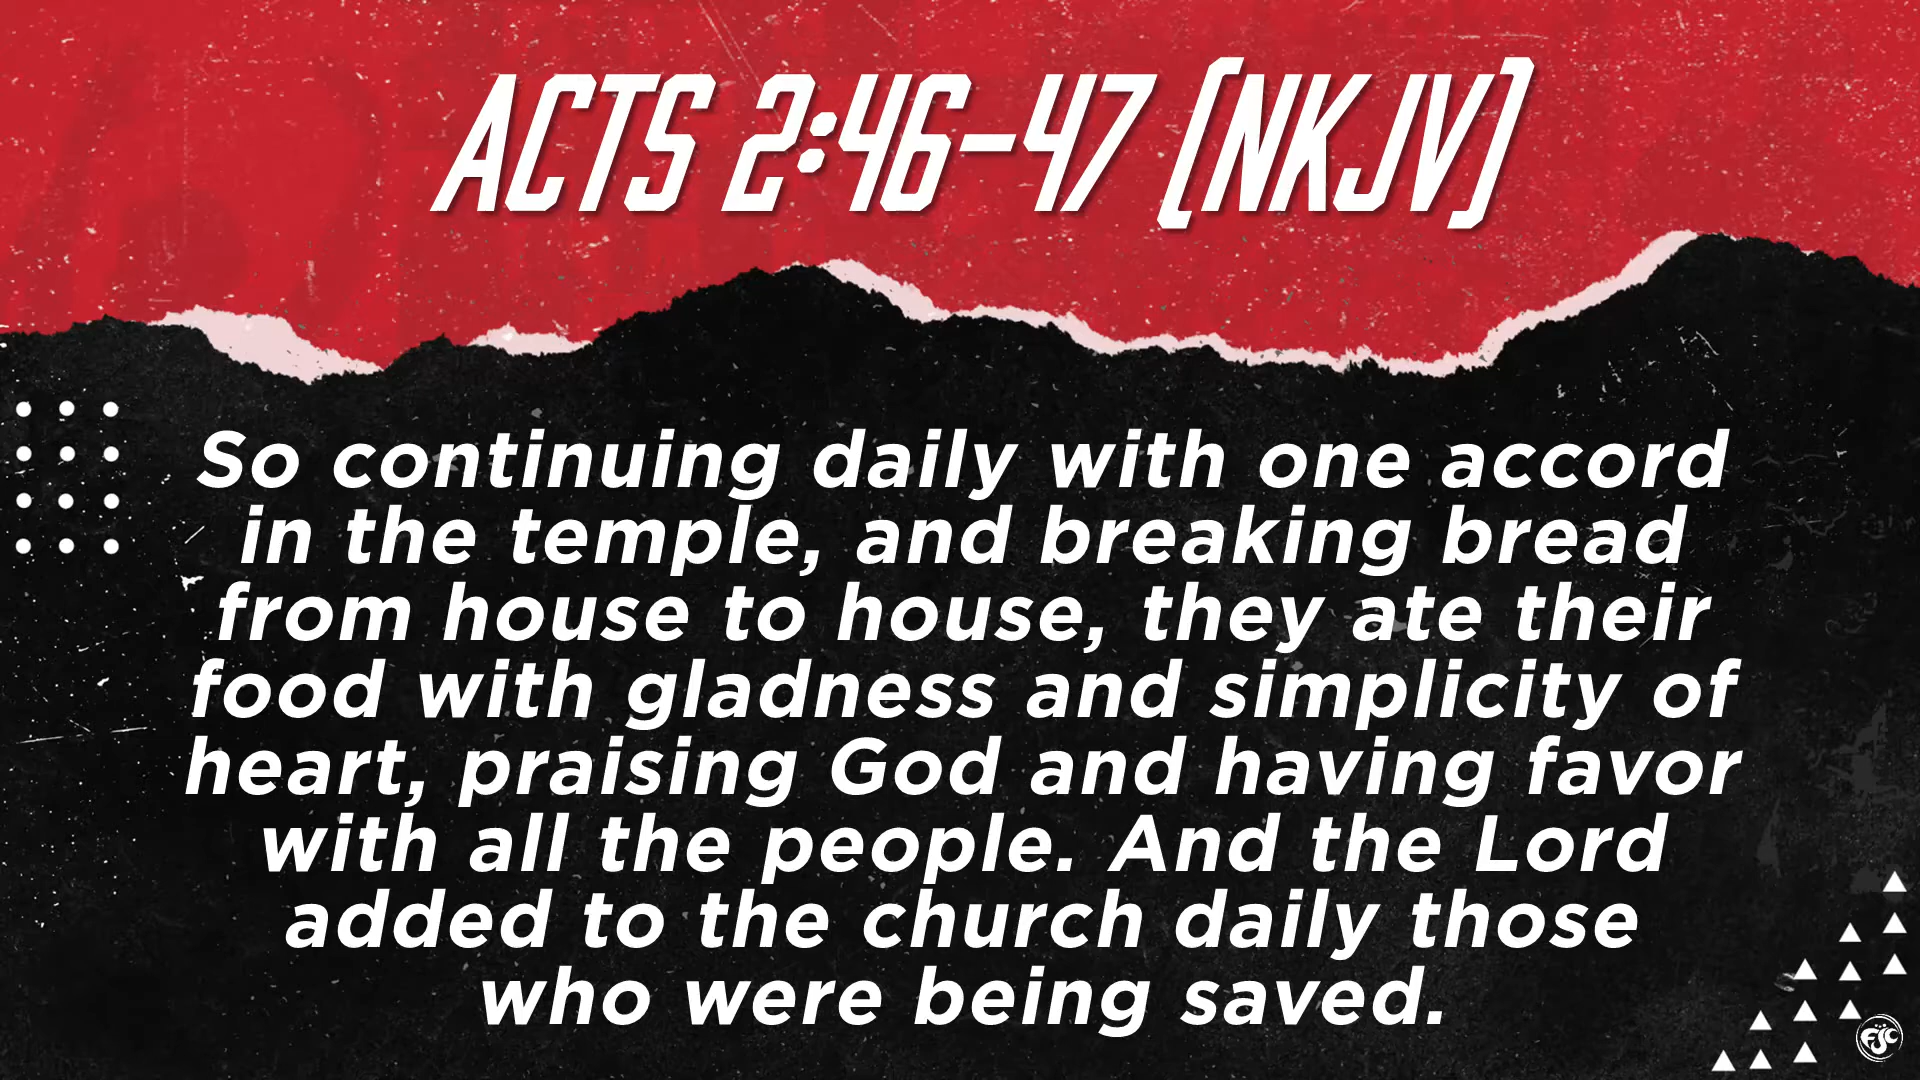 ACTS 2:46-47 (NKJV)
So continuing daily with one accord
in the temple, and breaking bread
from house to house, they ate their
food with gladness and simplicity of
heart, praising God and having favor
with all the people. And the Lord
added to the church daily those
who were being saved.
FJC